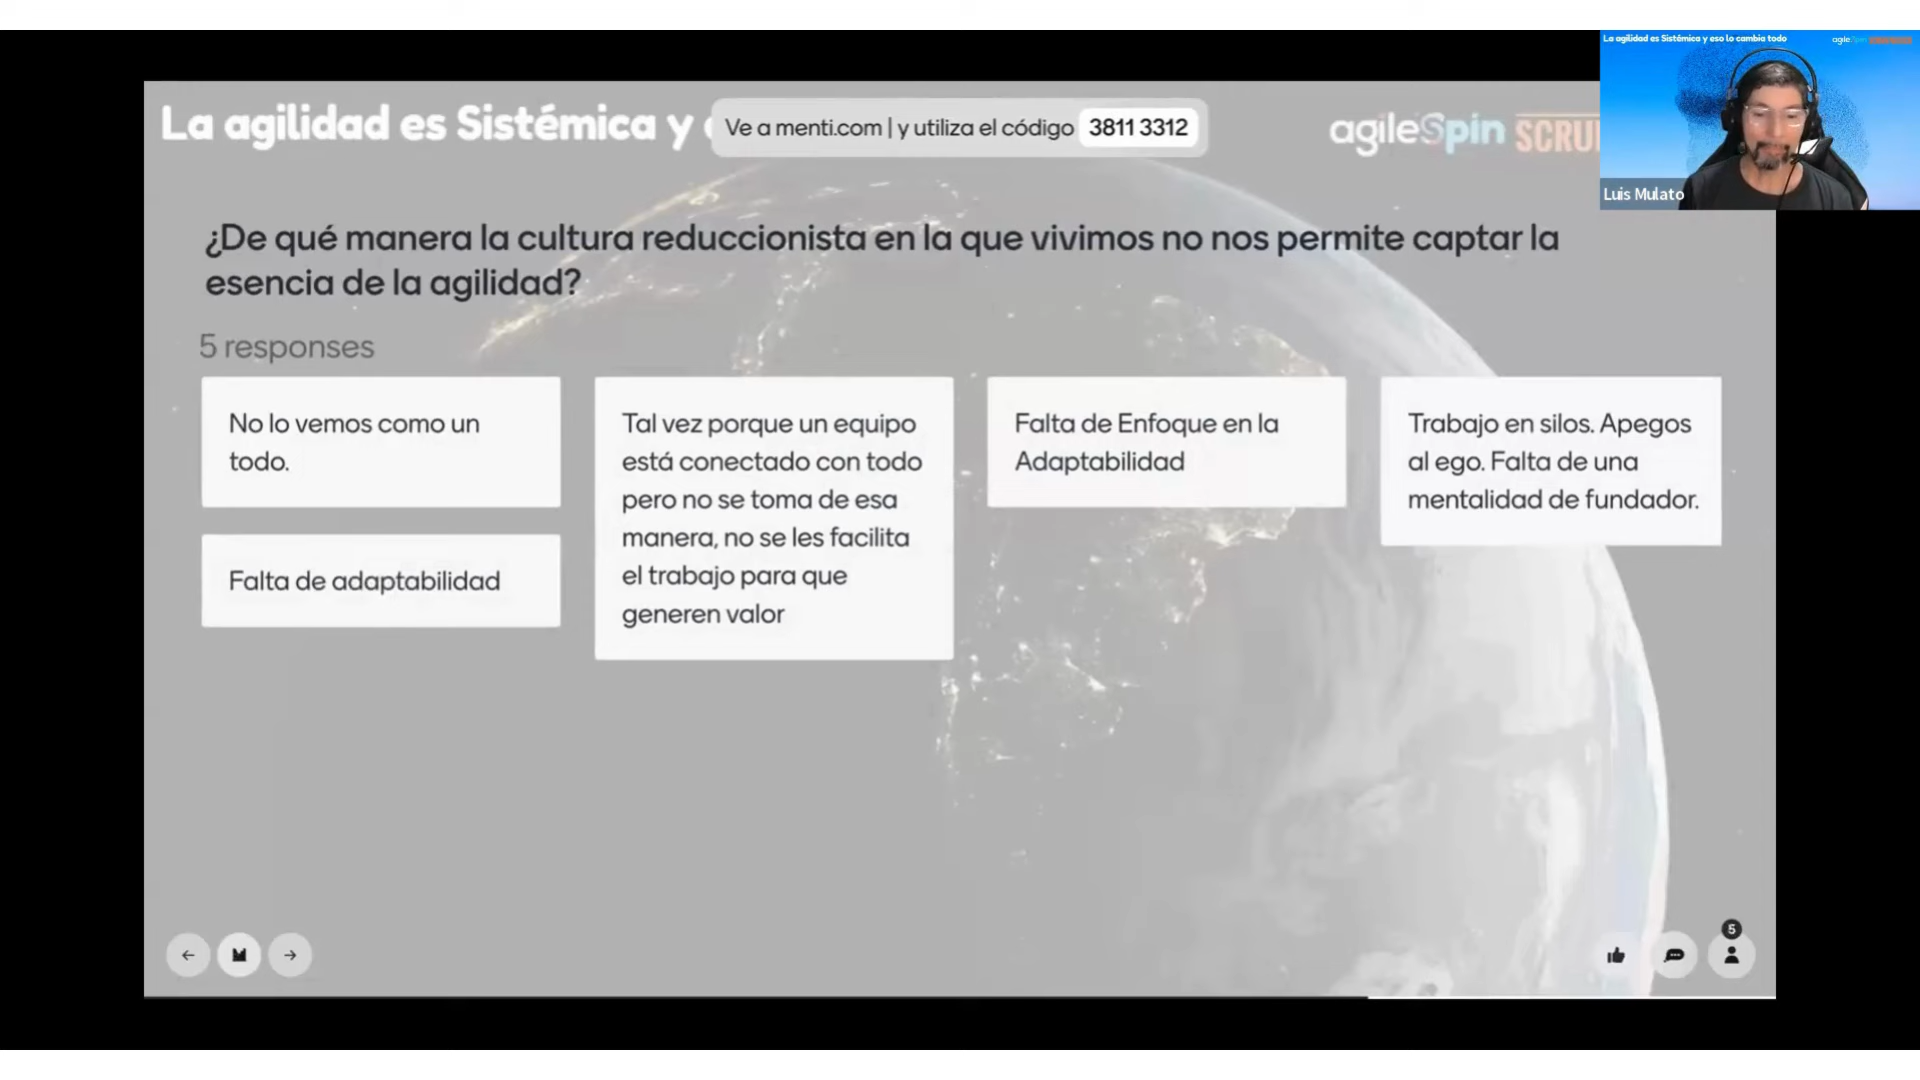 La agilidad es Sistémica y
Ve a menti.com | y utiliza el código 3811 3312
agileSpin SCRU
La agilidad es Sistémica y eso lo cambia todo
Luis Mulato
¿De qué manera la cultura reduccionista en la que vivimos no nos permite captar la
esencia de la agilidad?
5 responses
No lo vemos como un
todo.
Falta de adaptabilidad
Tal vez porque un equipo
está conectado con todo
pero no se toma de esa
manera, no se les facilita
el trabajo para que
generen valor
Falta de Enfoque en la
Adaptabilidad
Trabajo en silos. Apegos
al ego. Falta de una
mentalidad de fundador.
5